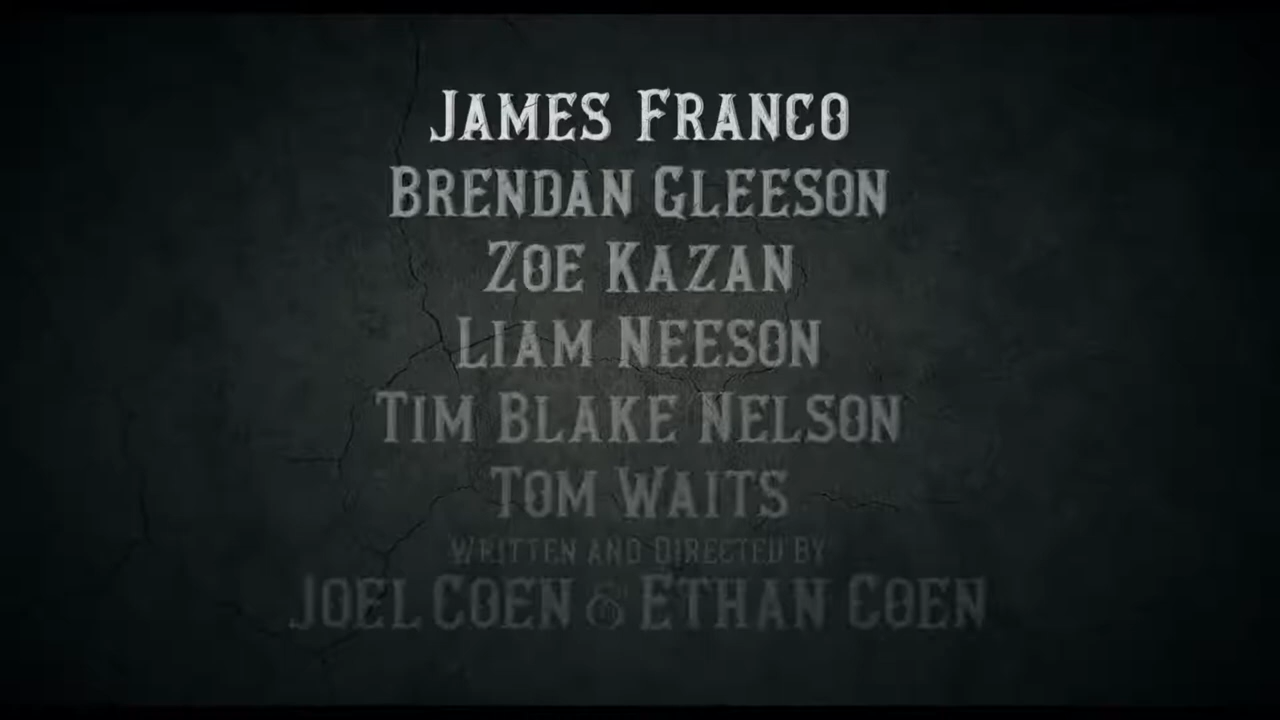 JAMES FRANCO
BRENDAN GLEESON
ZOE KAZAN
LIAM NEESON
TIM BLAKE NELSON
TOM WAITS
WRITTEN AND DIRECTED BY
JOEL COEN & ETHAN COEN